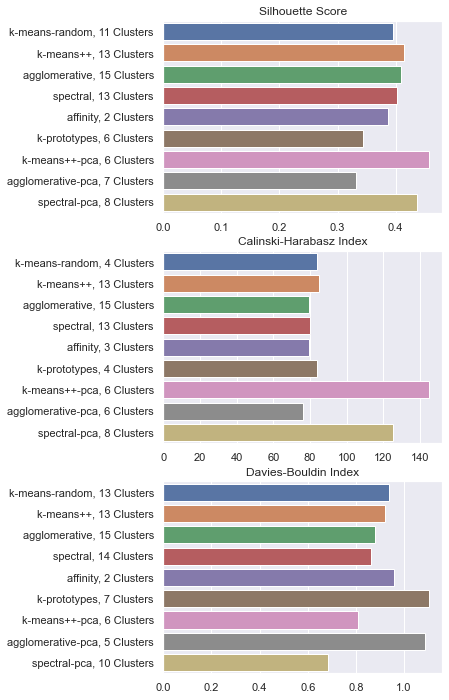 Silhouette Score
k-means-random, 11 Clusters
k-means++, 13 Clusters
agglomerative, 15 Clusters
spectral, 13 Clusters
affinity, 2 Clusters
k-prototypes, 6 Clusters
k-means++-pca, 6 Clusters
agglomerative-pca, 7 Clusters
spectral-pca, 8 Clusters
0.0 0.1 0.2 0.3 0.4
Calinski-Harabasz Index
k-means-random, 4 Clusters
k-means++, 13 Clusters
agglomerative, 15 Clusters
spectral, 13 Clusters
affinity, 3 Clusters
k-prototypes, 4 Clusters
k-means++-pca, 6 Clusters
agglomerative-pca, 6 Clusters
spectral-pca, 8 Clusters
0 20 40 60 80 100 120 140
Davies-Bouldin Index
k-means-random, 13 Clusters
k-means++, 13 Clusters
agglomerative, 15 Clusters
spectral, 14 Clusters
affinity, 2 Clusters
k-prototypes, 7 Clusters
k-means++-pca, 6 Clusters
agglomerative-pca, 5 Clusters
spectral-pca, 10 Clusters
0.0 0.2 0.4 0.6 0.8 1.0